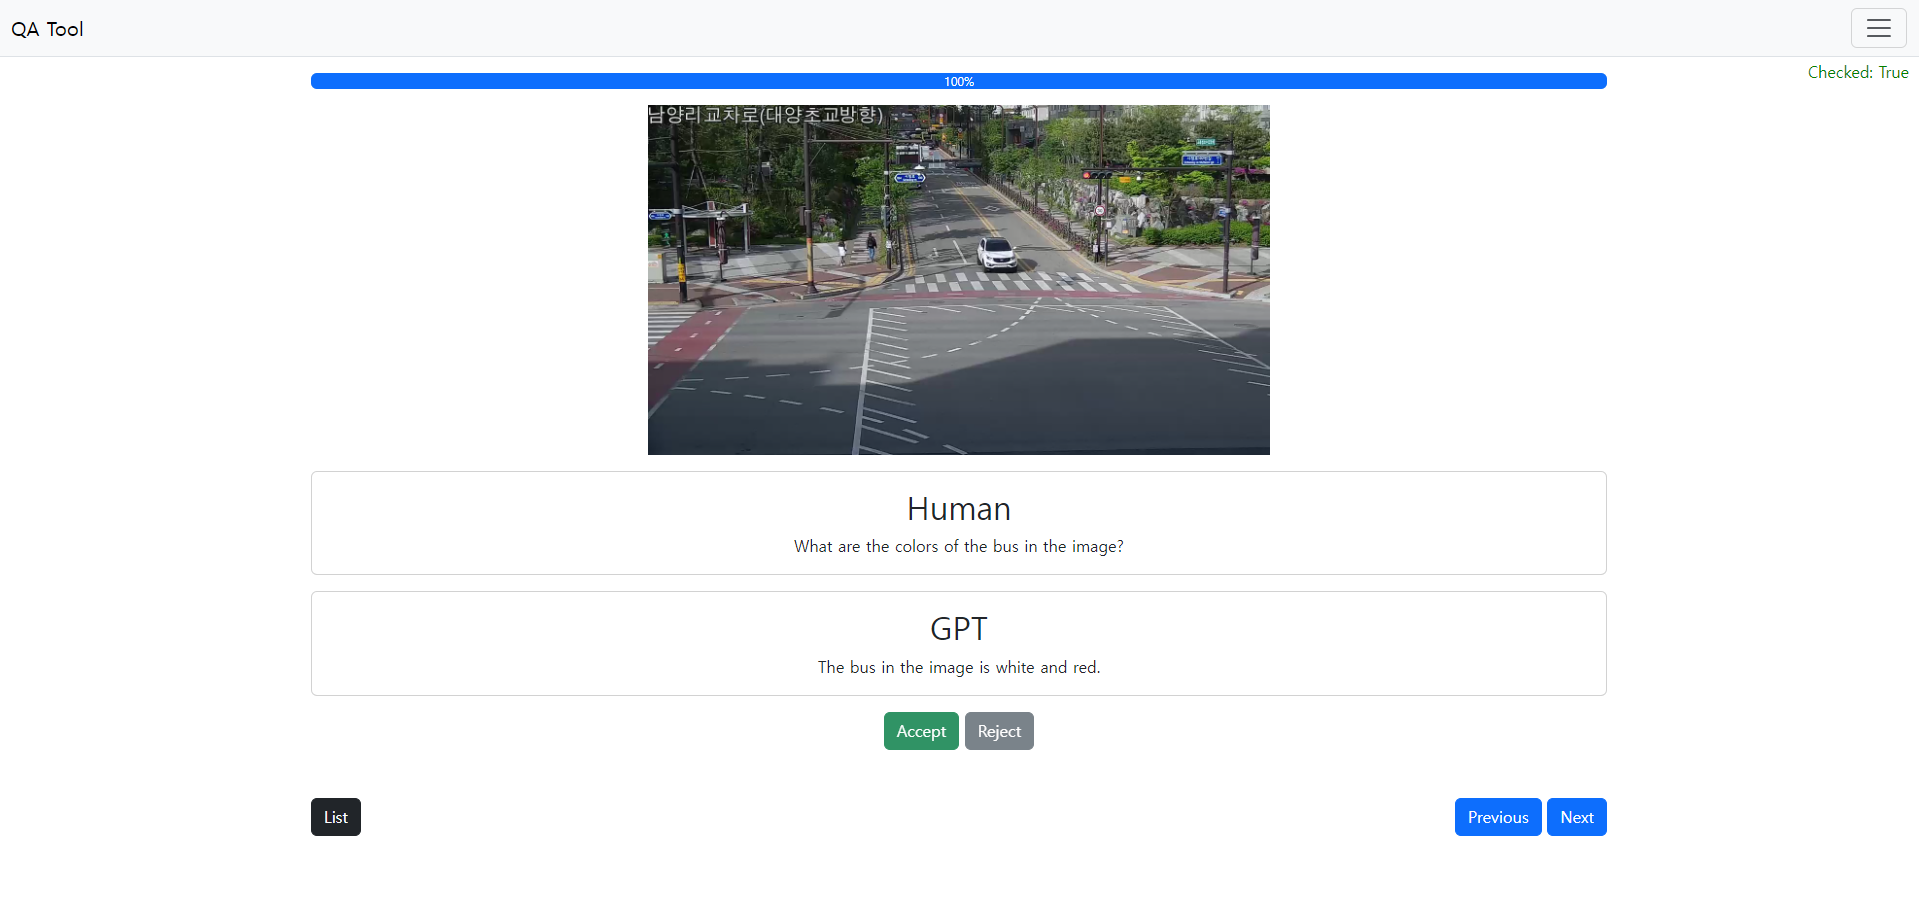 QA Tool
Checked: True
100%
남양리교차로(대양초교방향)
Human
What are the colors of the bus in the image?
GPT
The bus in the image is white and red.
Accept Reject
List Previous Next